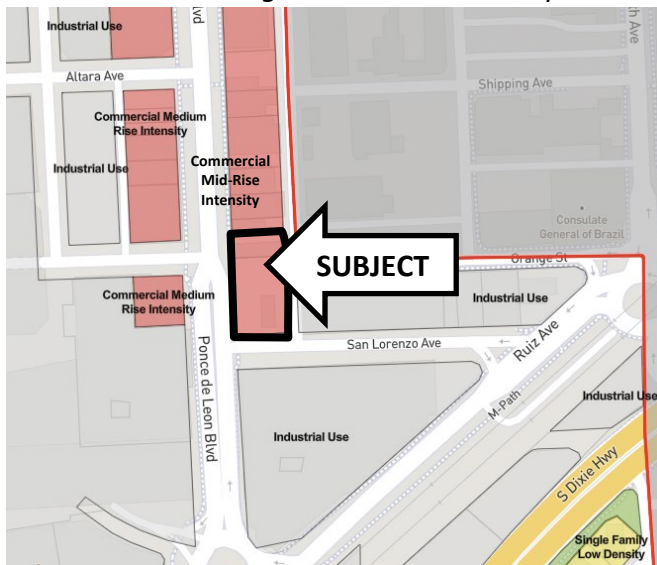 Industrial Use
Altara Ave
Shipping Ave
Commercial Medium
Rise Intensity
Industrial Use
Commercial
Mid-Rise
Intensity
Consulate
General of Brazil
Orange St
SUBJECT
Commercial Medium
Rise Intensity
Industrial Use
San Lorenzo Ave
Ruiz Ave
Ponce de Leon Blvd
M-Path
Industrial Use
Industrial Use
S Dixie Hwy
Single Family
Low Density